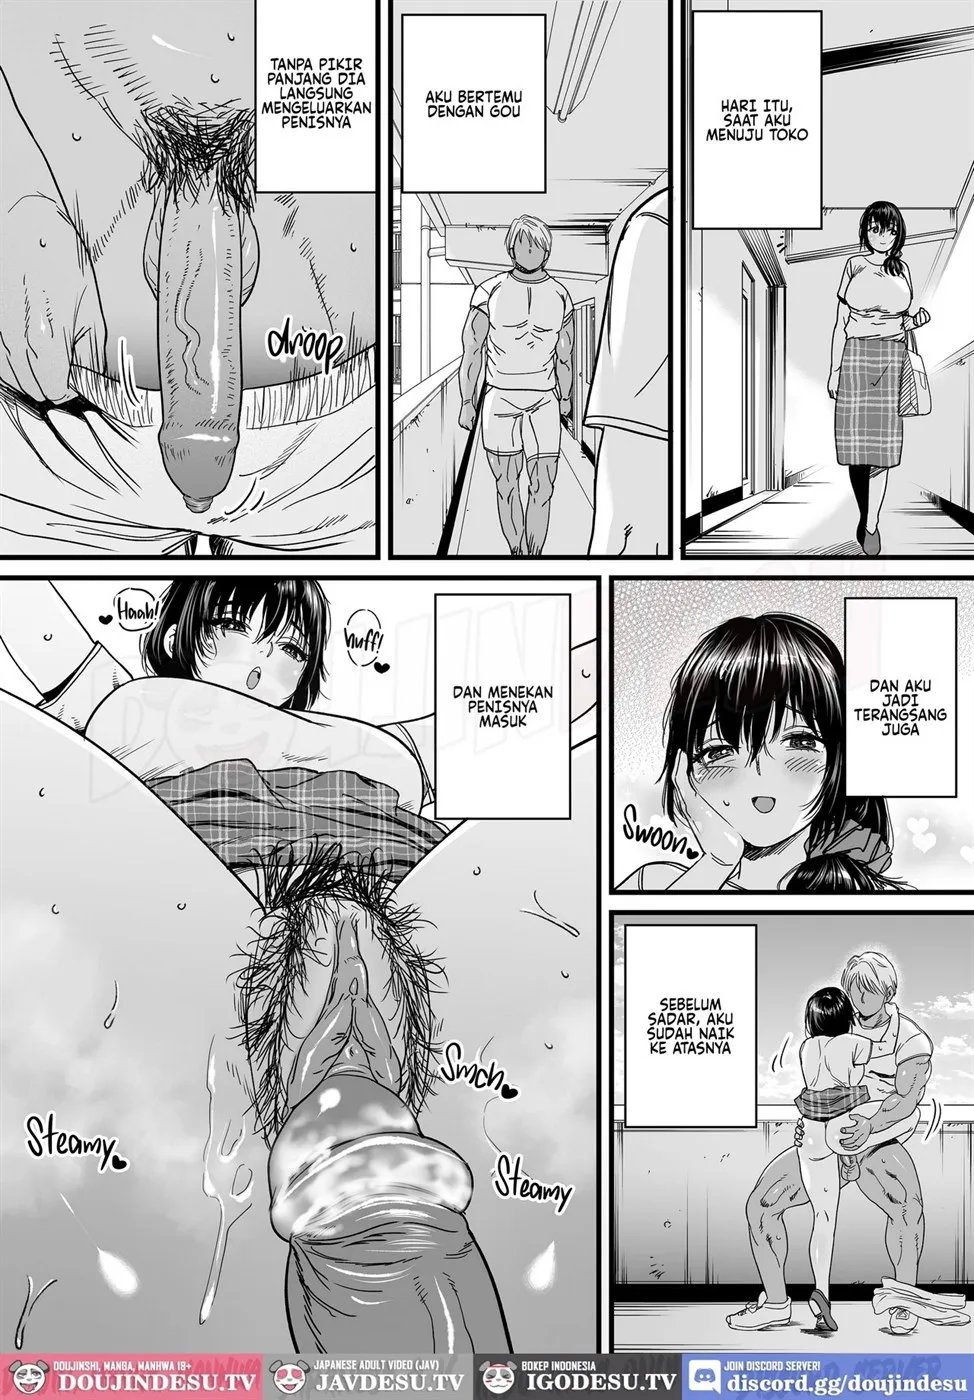 HARI ITU,
SAAT AKU
MENUJU TOKO
AKU BERTEMU
DENGAN GOU
TANPA PIKIR
PANJANG DIA
LANGSUNG
MENGELUARKAN
PENISNYA
droop
DAN AKU
JADI
TERANGSANG
JUGA
Swoon
SEBELUM
SADAR, AKU
SUDAH NAIK
KE ATASNYA
DAN MENEKAN
PENISNYA
MASUK
Haah!
huff!
Smch
Steamy
Steamy
DOUJINSHI, MANGA, MANHWA 18+
DOUJINDESU.TV
JAPANESE ADULT VIDEO (JAV)
JAVDESU.TV
BOKEP INDONESIA
IGODESU.TV
JOIN DISCORD SERVER!
discord.gg/doujindesu